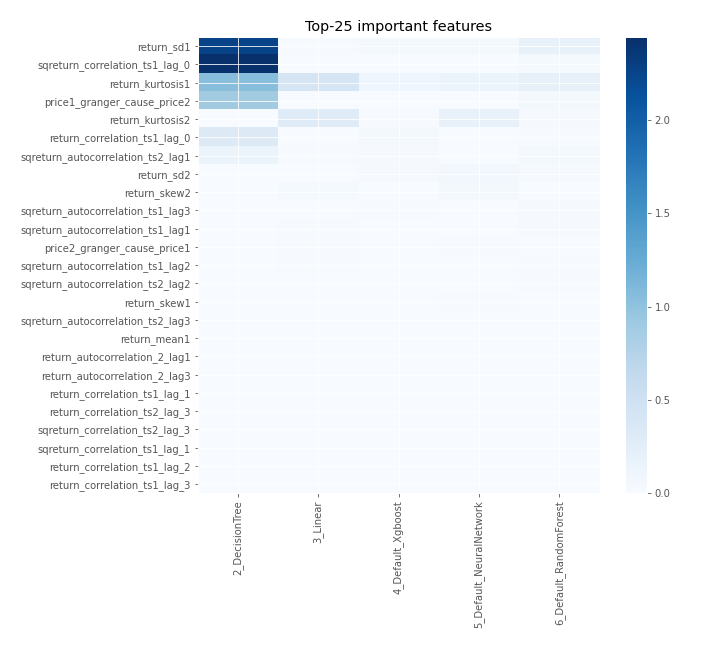 Top-25 important features
return_sd1
sqreturn_correlation_ts1_lag_0
return_kurtosis1
price1_granger_cause_price2
return_kurtosis2
return_correlation_ts1_lag_0
sqreturn_autocorrelation_ts2_lag1
return_sd2
return_skew2
sqreturn_autocorrelation_ts1_lag3
sqreturn_autocorrelation_ts1_lag1
price2_granger_cause_price1
sqreturn_autocorrelation_ts1_lag2
sqreturn_autocorrelation_ts2_lag2
return_skew1
sqreturn_autocorrelation_ts2_lag3
return_mean1
return_autocorrelation_2_lag1
return_autocorrelation_2_lag3
return_correlation_ts1_lag_1
return_correlation_ts2_lag_3
sqreturn_correlation_ts2_lag_3
sqreturn_correlation_ts1_lag_1
return_correlation_ts1_lag_2
return_correlation_ts1_lag_3
2_DecisionTree
3_Linear
4_Default_Xgboost
5_Default_NeuralNetwork
6_Default_RandomForest
2.0
1.5
1.0
0.5
0.0